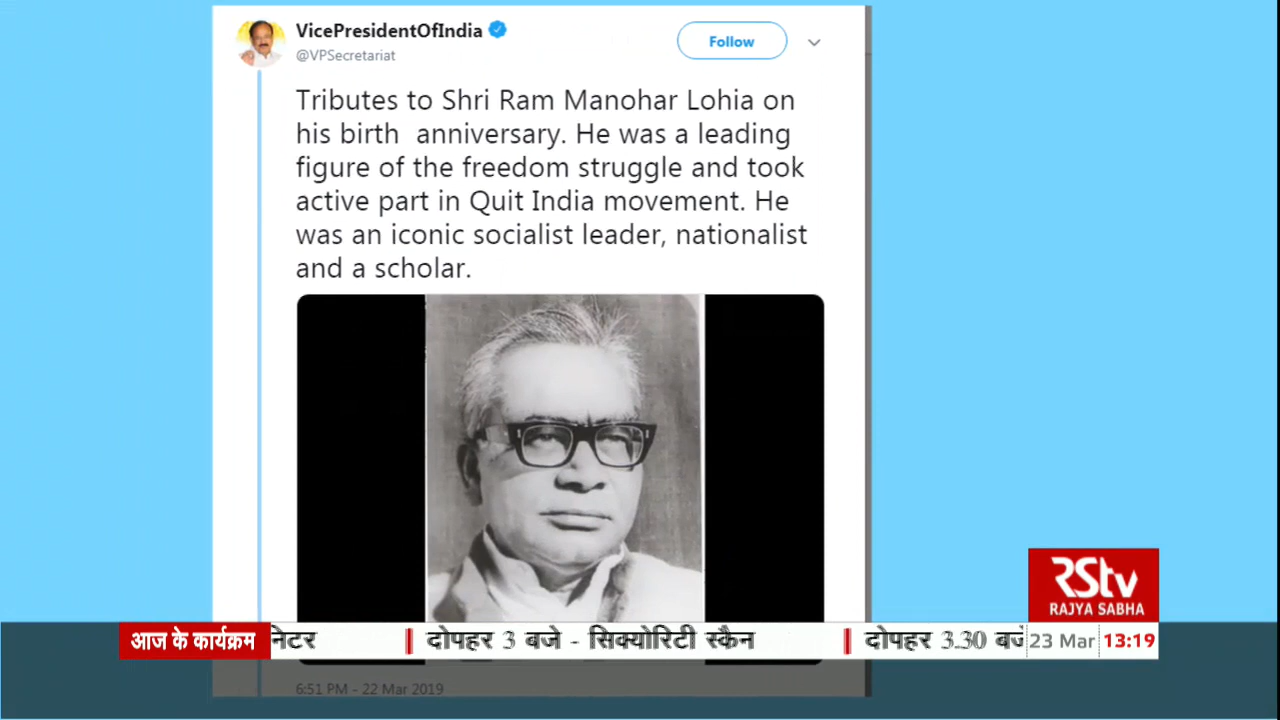 VicePresidentOfIndia
@VPSecretariat
Follow
Tributes to Shri Ram Manohar Lohia on
his birth anniversary. He was a leading
figure of the freedom struggle and took
active part in Quit India movement. He
was an iconic socialist leader, nationalist
and a scholar.
RStv
RAJYA SABHA
आज के कार्यक्रम
नेटर | दोपहर 3 बजे - सिक्योरिटी स्कैन | दोपहर 3.30 बजे
23 Mar 13:19
6:51 PM - 22 Mar 2019